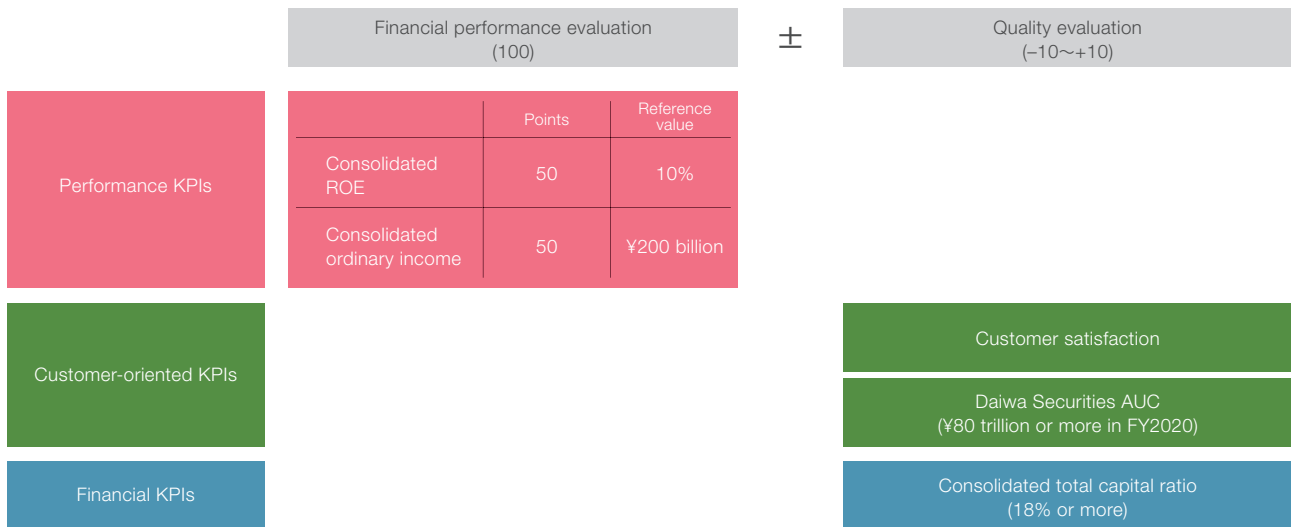 Financial performance evaluation
(100)
±
Quality evaluation
(–10～+10)
Performance KPIs
Points
Reference
value
Consolidated
ROE
50
10%
Consolidated
ordinary income
50
¥200 billion
Customer-oriented KPIs
Customer satisfaction
Daiwa Securities AUC
(¥80 trillion or more in FY2020)
Financial KPIs
Consolidated total capital ratio
(18% or more)